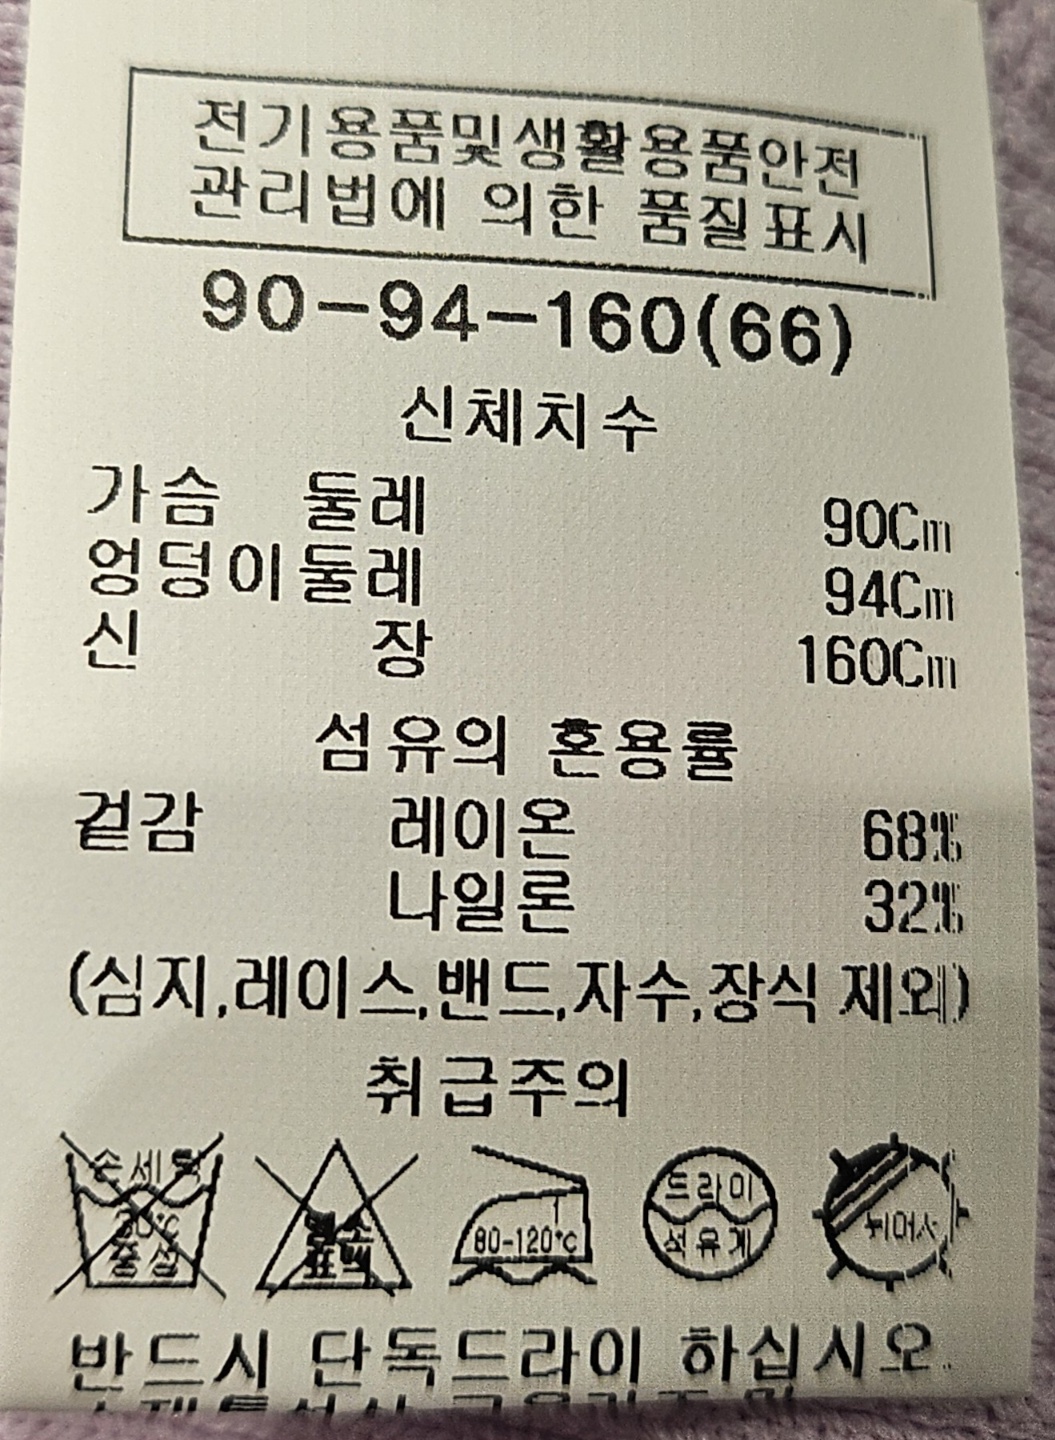 전기용품및생활용품안전
관리법에 의한 품질표시
90-94-160(66)
신체치수
가슴 둘레 90Cm
엉덩이둘레 94Cm
신 장 160Cm
섬유의 혼용률
겉감 레이온 68%
나일론 32%
(심지,레이스,밴드,자수,장식 제외)
취급주의
손세탁
30℃
중성
염소
표백
80-120℃
드라이
석유계
뉘어서
반드시 단독드라이 하십시오.